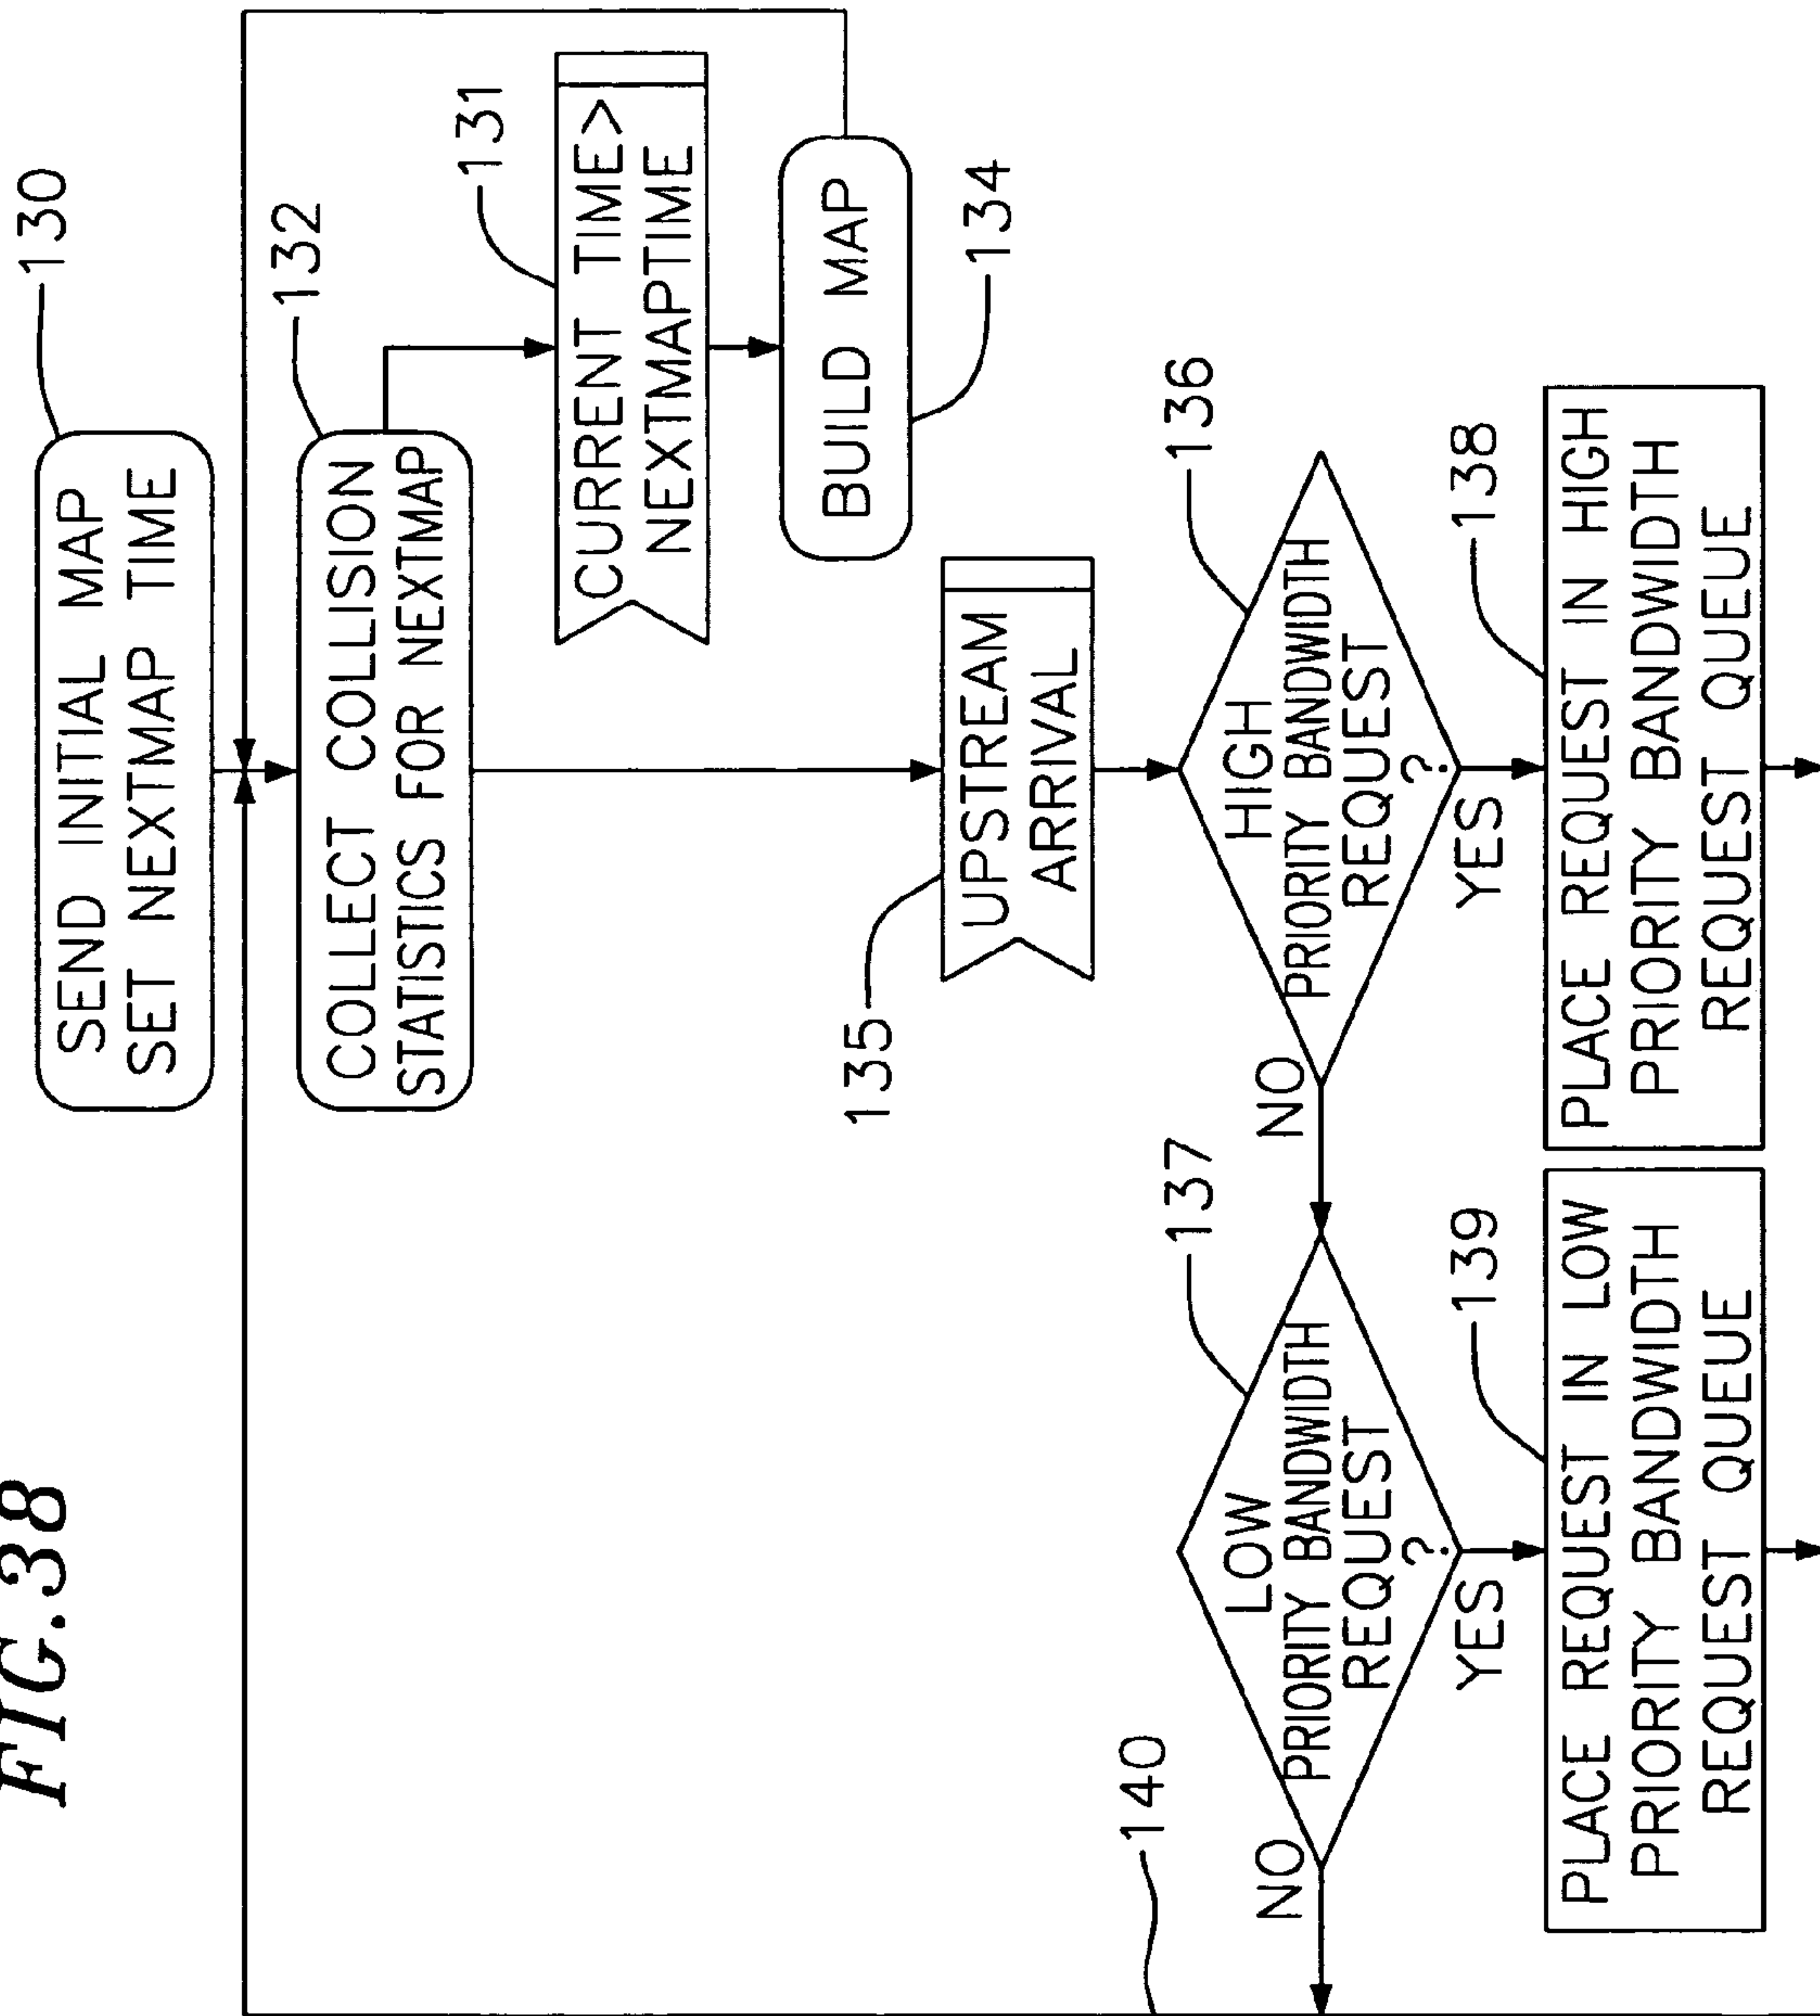 FIG.38
SEND INITIAL MAP
SET NEXTMAP TIME
130
COLLECT COLLISION
STATISTICS FOR NEXTMAP
132
CURRENT TIME>
NEXTMAPTIME
131
BUILD MAP
134
UPSTREAM
ARRIVAL
135
HIGH
PRIORITY BANDWIDTH
REQUEST
?
136
NO
YES
LOW
PRIORITY BANDWIDTH
REQUEST
?
137
NO
YES
140
PLACE REQUEST IN HIGH
PRIORITY BANDWIDTH
REQUEST QUEUE
138
PLACE REQUEST IN LOW
PRIORITY BANDWIDTH
REQUEST QUEUE
139